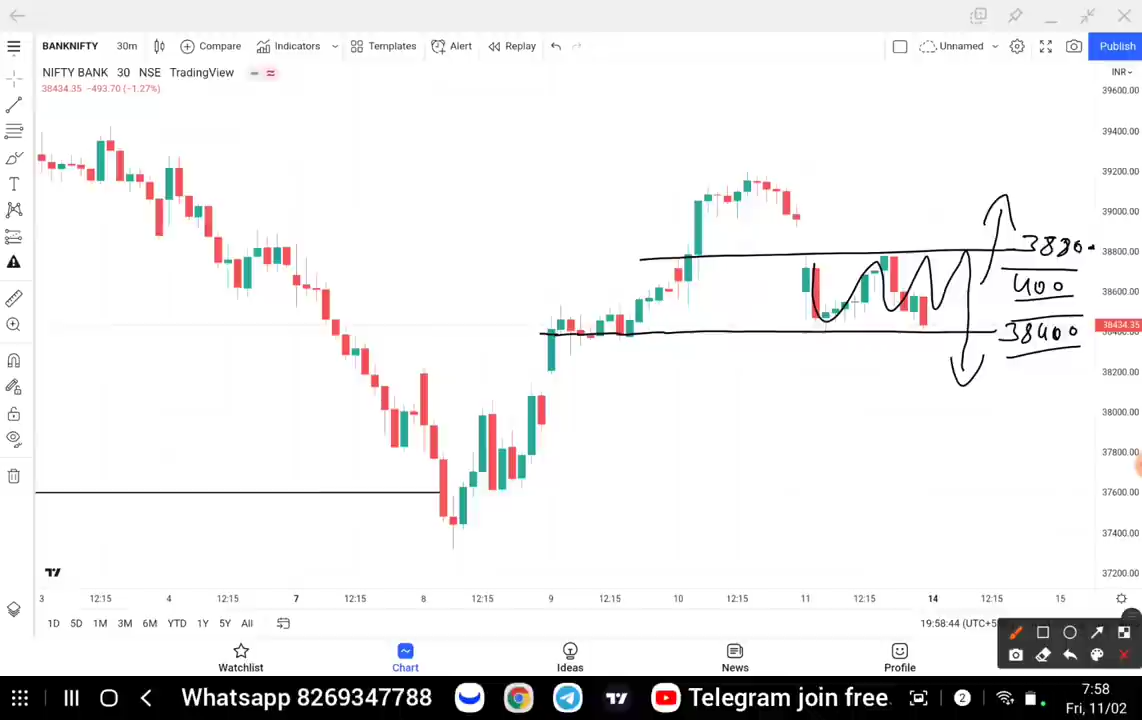 BANKNIFTY 30m Compare Indicators Templates Alert Replay Unnamed Publish
NIFTY BANK 30 NSE TradingView
INR
38434.35 −493.70 (−1.27%)
39600.00
39400.00
39200.00
39000.00
38800.00
38600.00
38434.35
38200.00
38000.00
37800.00
37600.00
37400.00
37200.00
400
38400
3 12:15 4 12:15 7 12:15 8 12:15 9 12:15 10 12:15 11 12:15 14 12:15 15
1D 5D 1M 3M 6M YTD 1Y 5Y All
19:58:44 (UTC+5
Watchlist Chart Ideas News Profile
Whatsapp 8269347788 Telegram join free 2 7:58
Fri, 11/02